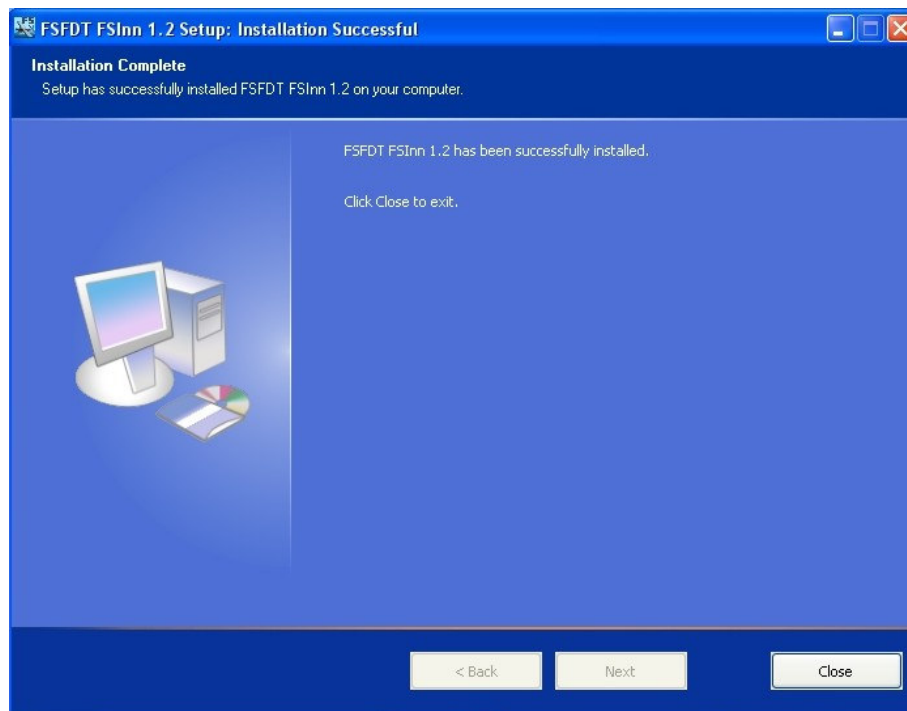 FSFDT FSInn 1.2 Setup: Installation Successful
Installation Complete
Setup has successfully installed FSFDT FSInn 1.2 on your computer.
FSFDT FSInn 1.2 has been successfully installed.
Click Close to exit.
< Back Next Close